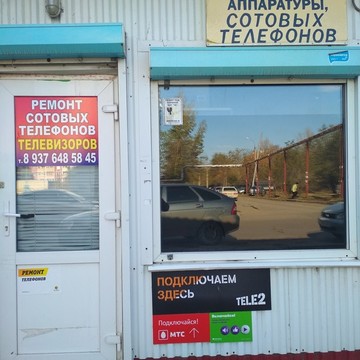 АППАРАТУРЫ,
СОТОВЫХ
ТЕЛЕФОНОВ
РЕМОНТ
СОТОВЫХ
ТЕЛЕФОНОВ
ТЕЛЕВИЗОРОВ
т. 8 937 648 58 45
РЕМОНТ
ТЕЛЕФОНОВ
ПОДКЛЮЧАЕМ
ЗДЕСЬ
TELE2
Подключайся!
МТС